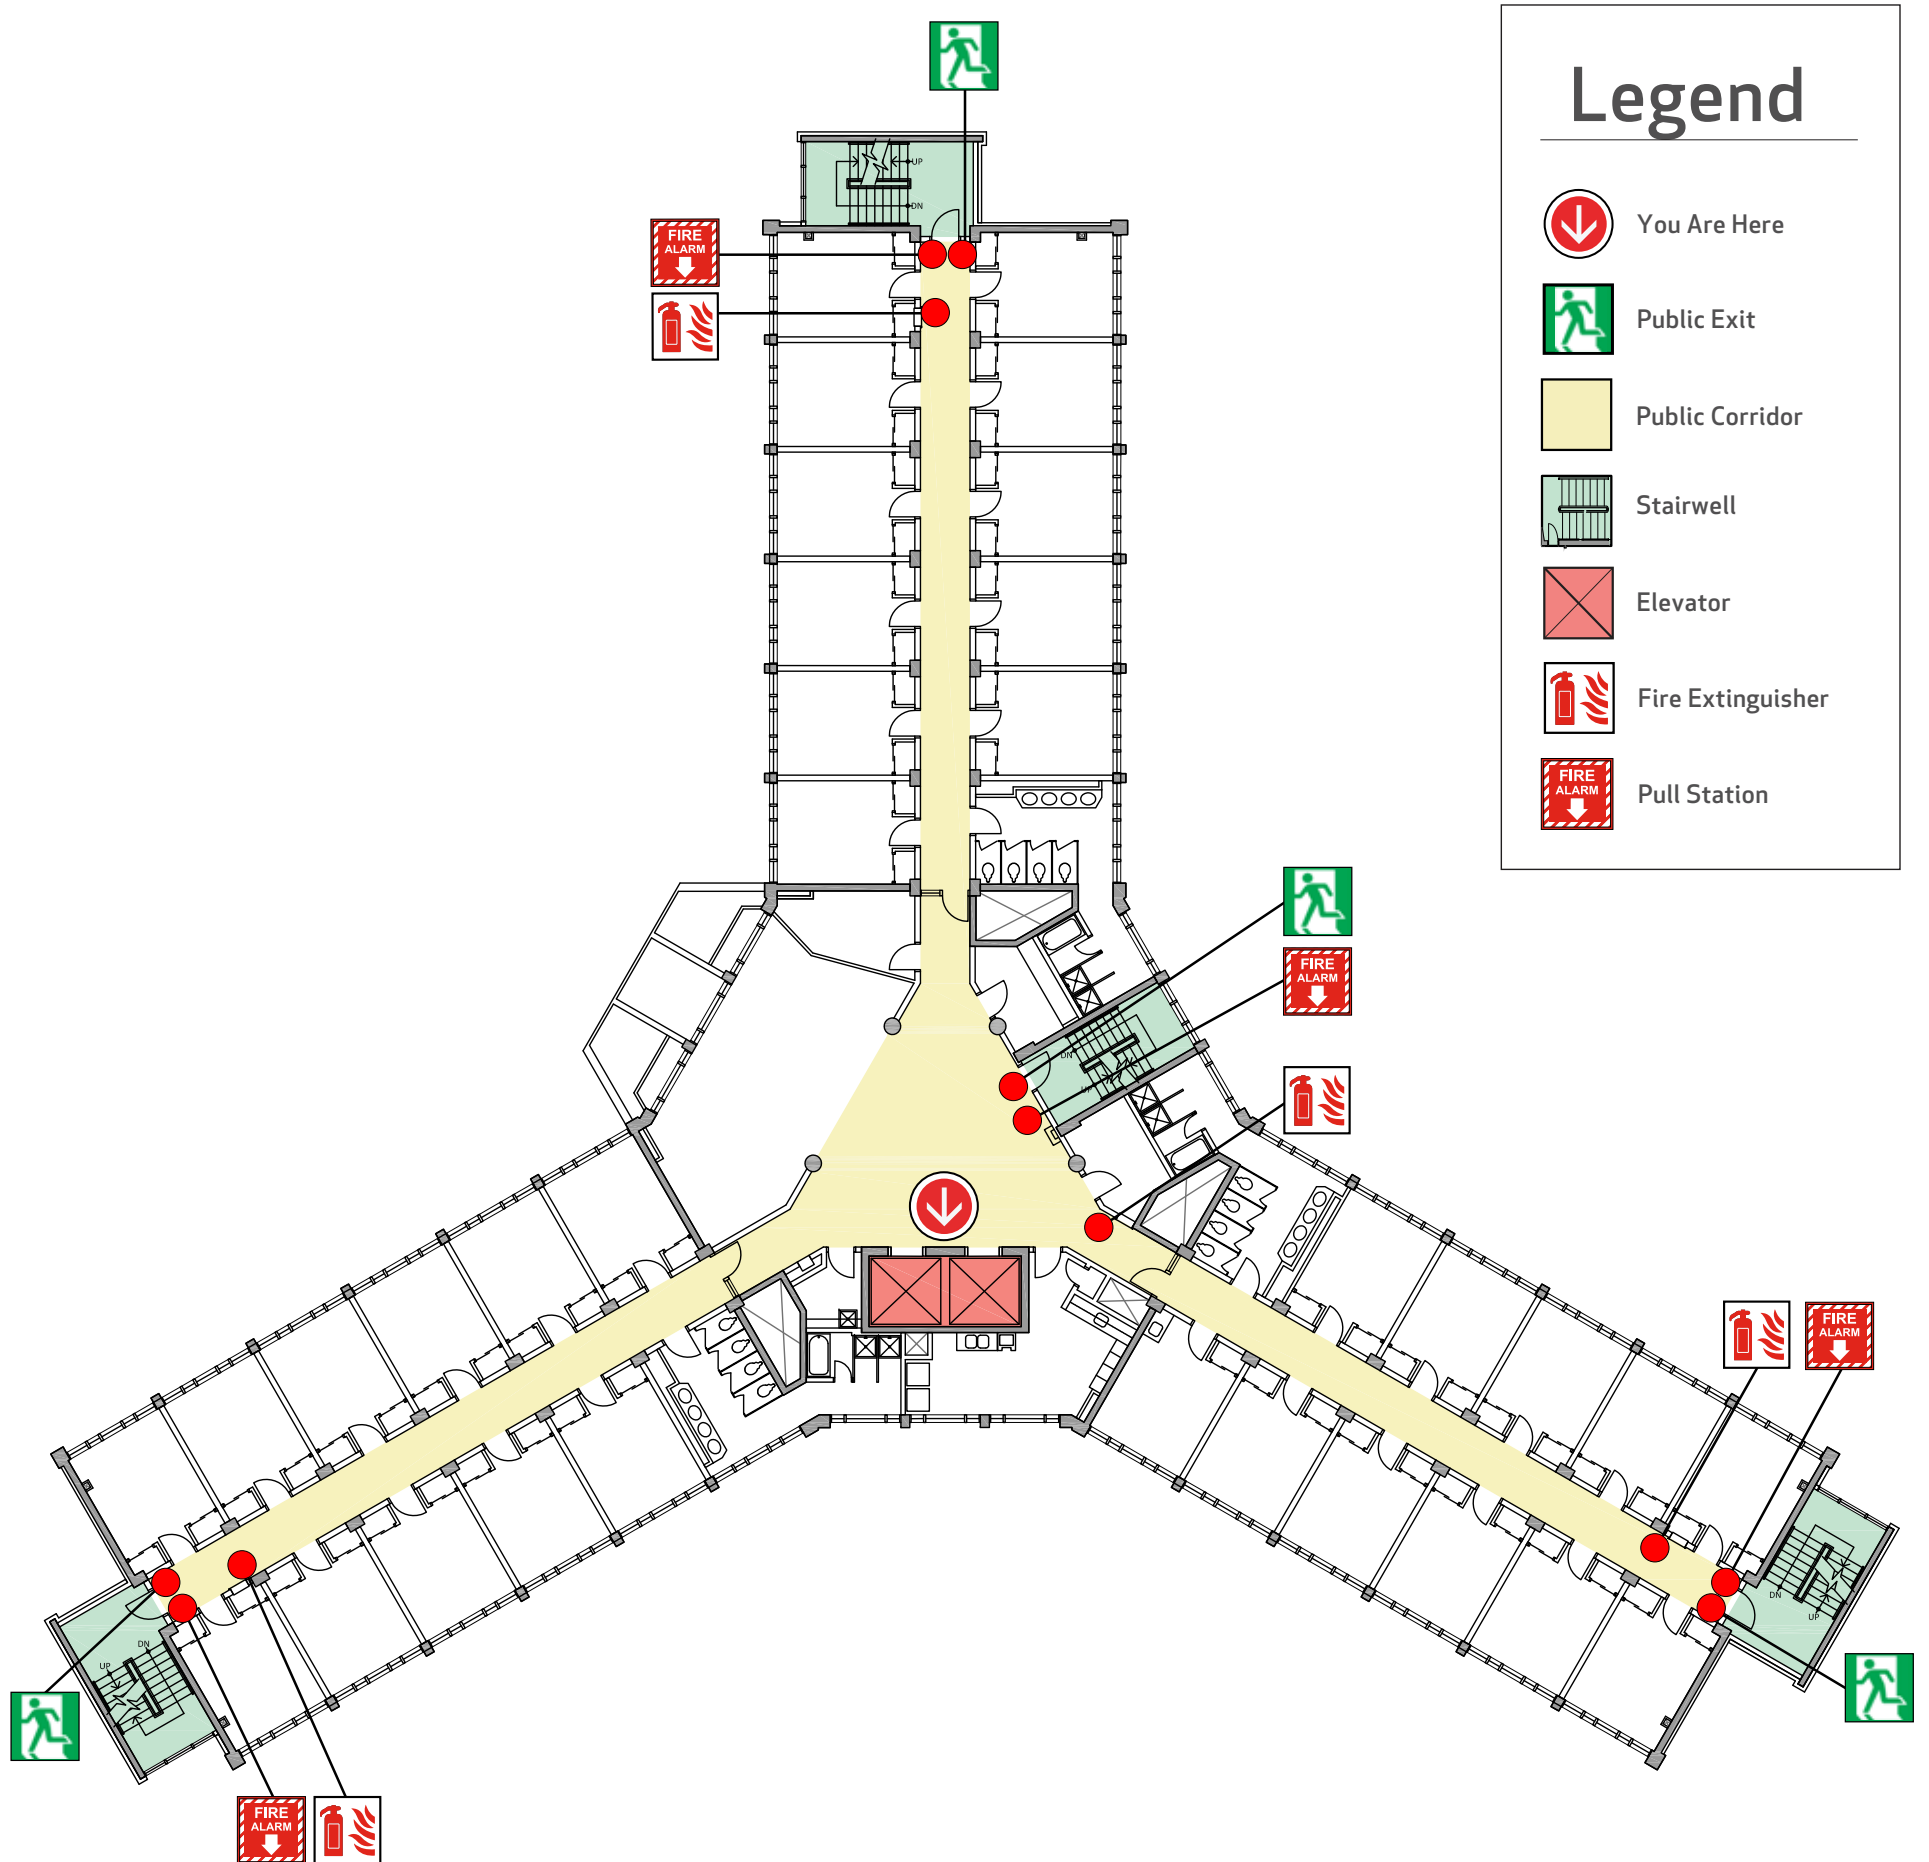 Legend
You Are Here
Public Exit
Public Corridor
Stairwell
Elevator
Fire Extinguisher
FIRE
ALARM
Pull Station
UP
DN
FIRE
ALARM
FIRE
ALARM
DN
UP
FIRE
ALARM
DN
UP
DN
UP
FIRE
ALARM